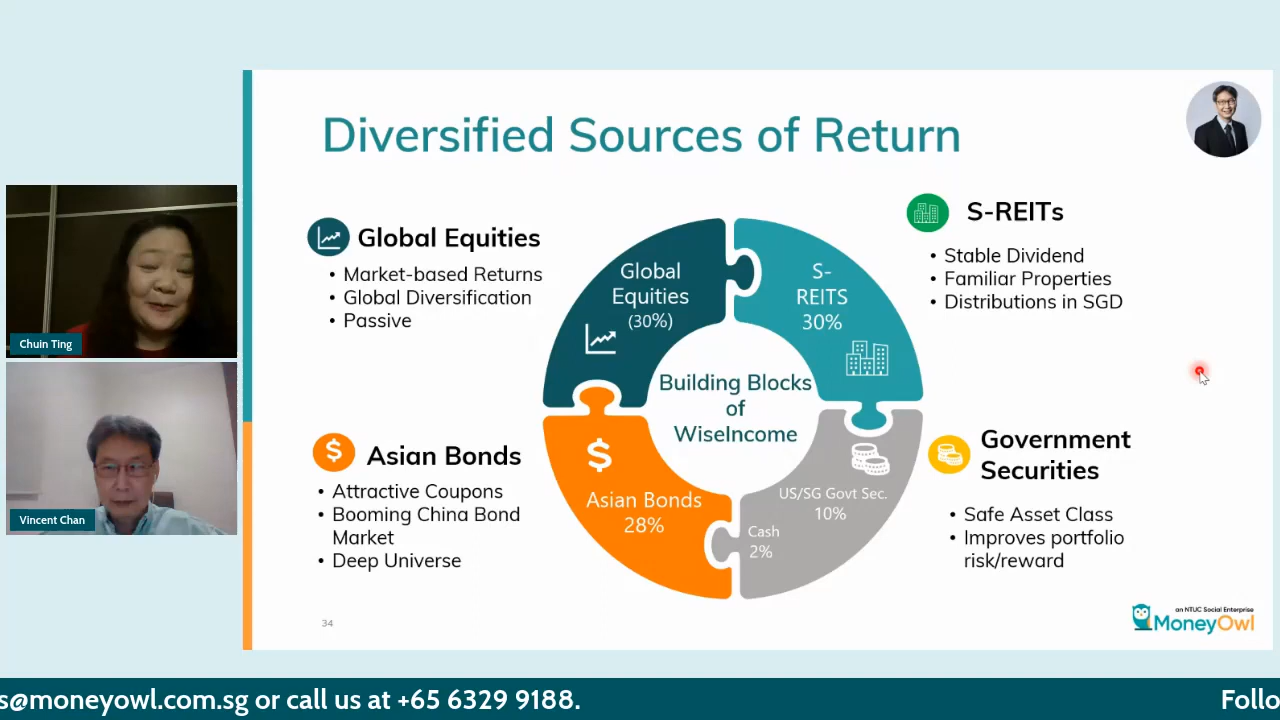 Diversified Sources of Return
Global Equities
• Market-based Returns
• Global Diversification
• Passive
S-REITs
• Stable Dividend
• Familiar Properties
• Distributions in SGD
Global
Equities
(30%)
S-
REITS
30%
Building Blocks
of
WiseIncome
Asian Bonds
• Attractive Coupons
• Booming China Bond
Market
• Deep Universe
$
$
Asian Bonds
28%
US/SG Govt Sec.
10%
Cash
2%
Government
Securities
• Safe Asset Class
• Improves portfolio
risk/reward
34
an NTUC Social Enterprise
MoneyOwl
Chuin Ting
Vincent Chan
s@moneyowl.com.sg or call us at +65 6329 9188.
Follo